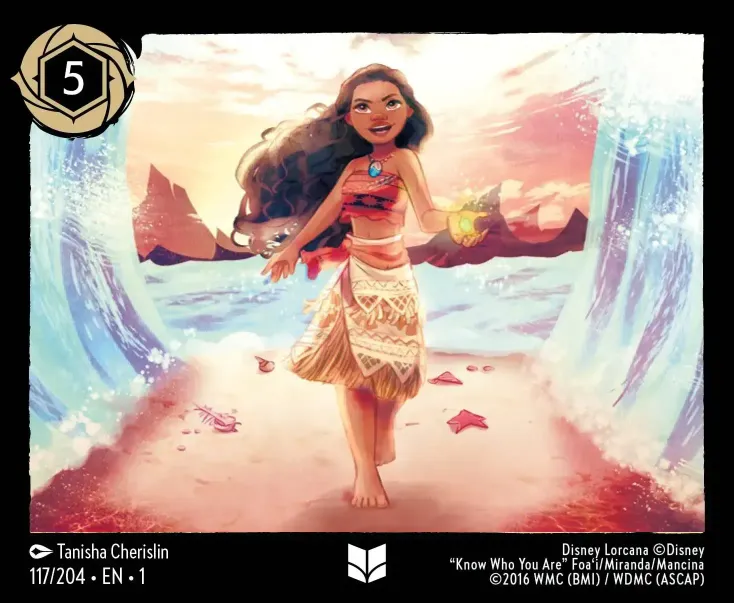 5
Tanisha Cherislin
117/204 • EN • 1
Disney Lorcana ©Disney
“Know Who You Are” Foaʻi/Miranda/Mancina
©2016 WMC (BMI) / WDMC (ASCAP)